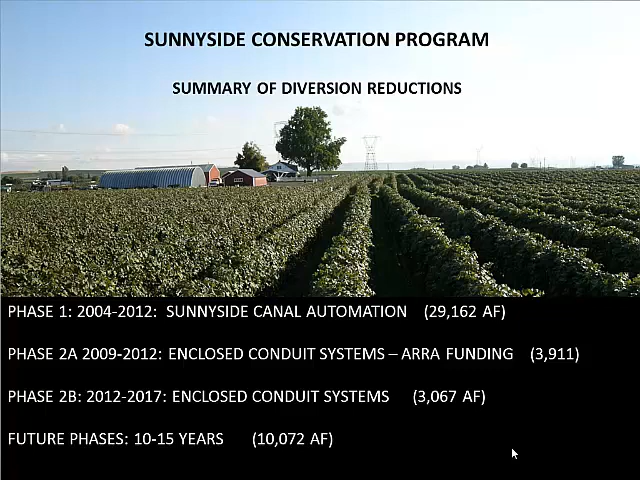 SUNNYSIDE CONSERVATION PROGRAM
SUMMARY OF DIVERSION REDUCTIONS
PHASE 1: 2004-2012: SUNNYSIDE CANAL AUTOMATION (29,162 AF)
PHASE 2A 2009-2012: ENCLOSED CONDUIT SYSTEMS – ARRA FUNDING (3,911)
PHASE 2B: 2012-2017: ENCLOSED CONDUIT SYSTEMS (3,067 AF)
FUTURE PHASES: 10-15 YEARS (10,072 AF)